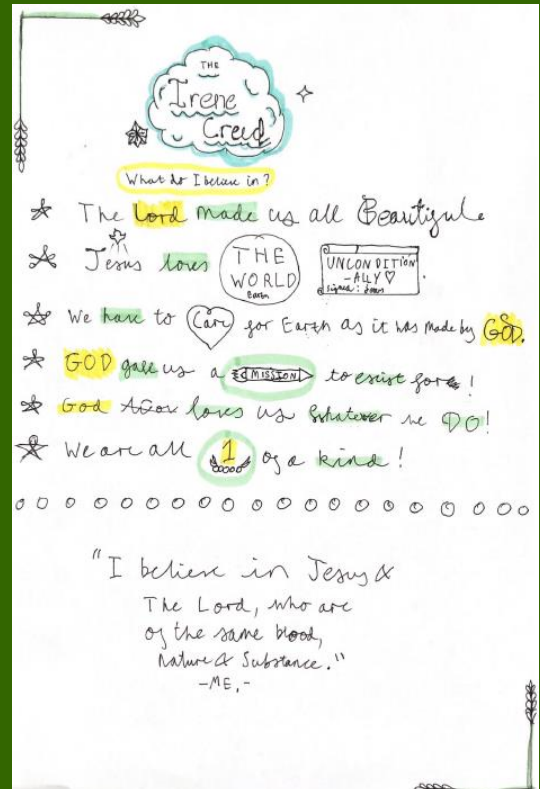 THE
Irene
Creed
What do I believe in?
The Lord made us all Beautiful.
Jesus loves THE WORLD Earth UNCONDITION -ALLY ♡ signed: Jesus
We have to Care for Earth as it was made by GOD.
GOD gave us a MISSION to exist for!
God loves us whatever we DO!
We are all 1 of a kind!
"I believe in Jesus &
The Lord, who are
of the same blood,
Nature & Substance."
-ME.-